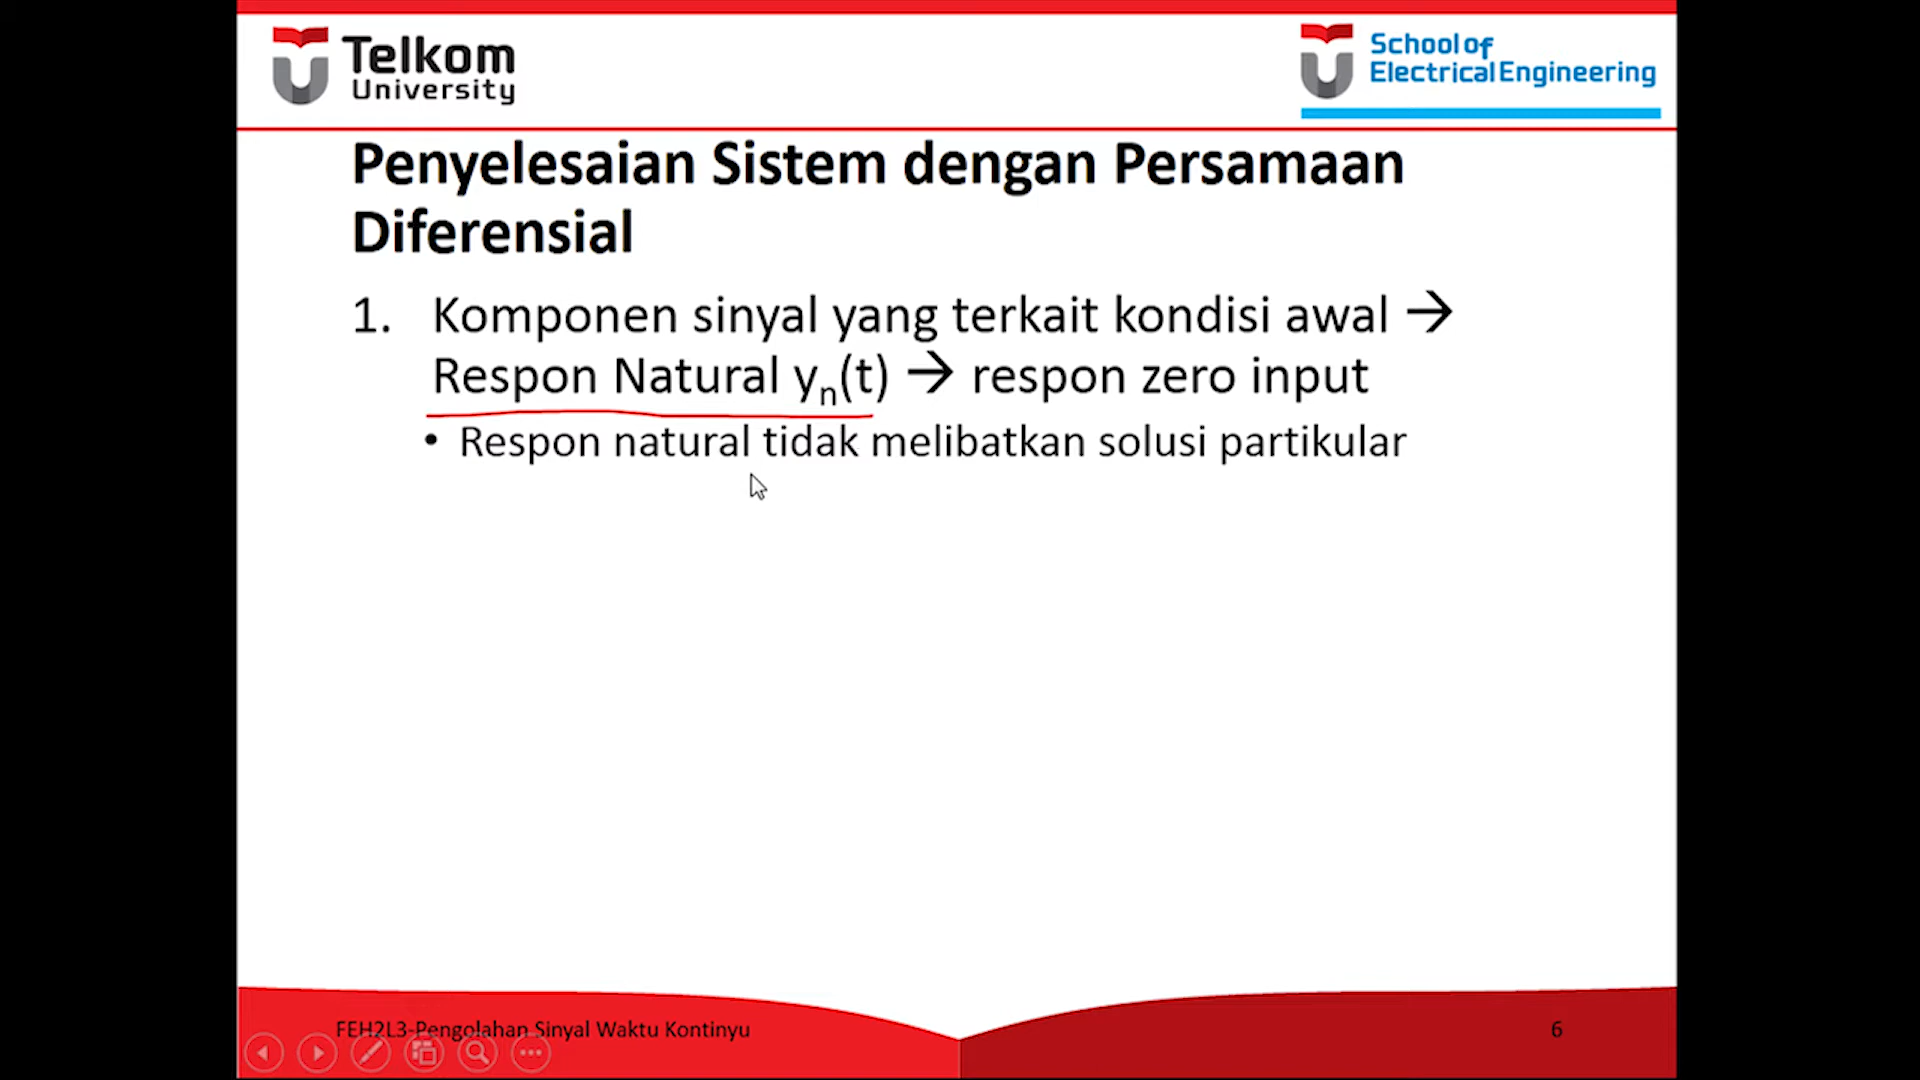 Telkom
University
School of
Electrical Engineering
Penyelesaian Sistem dengan Persamaan
Diferensial
1. Komponen sinyal yang terkait kondisi awal →
Respon Natural yₙ(t) → respon zero input
• Respon natural tidak melibatkan solusi partikular
FEH2L3-Pengolahan Sinyal Waktu Kontinyu
6